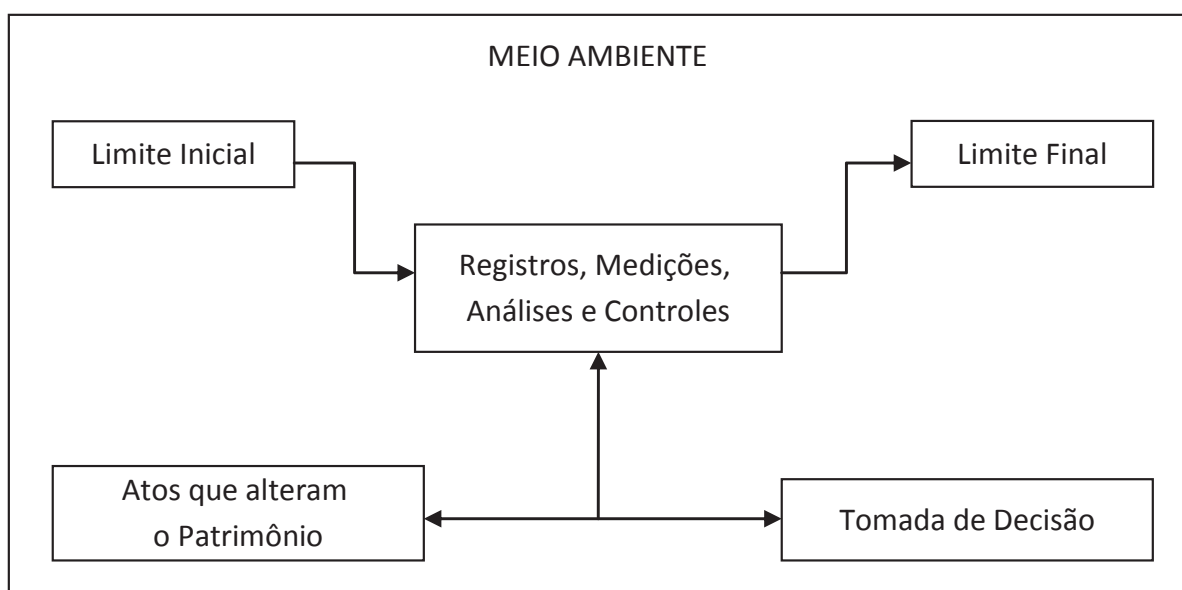 MEIO AMBIENTE
Limite Inicial
Limite Final
Registros, Medições,
Análises e Controles
Atos que alteram
o Patrimônio
Tomada de Decisão